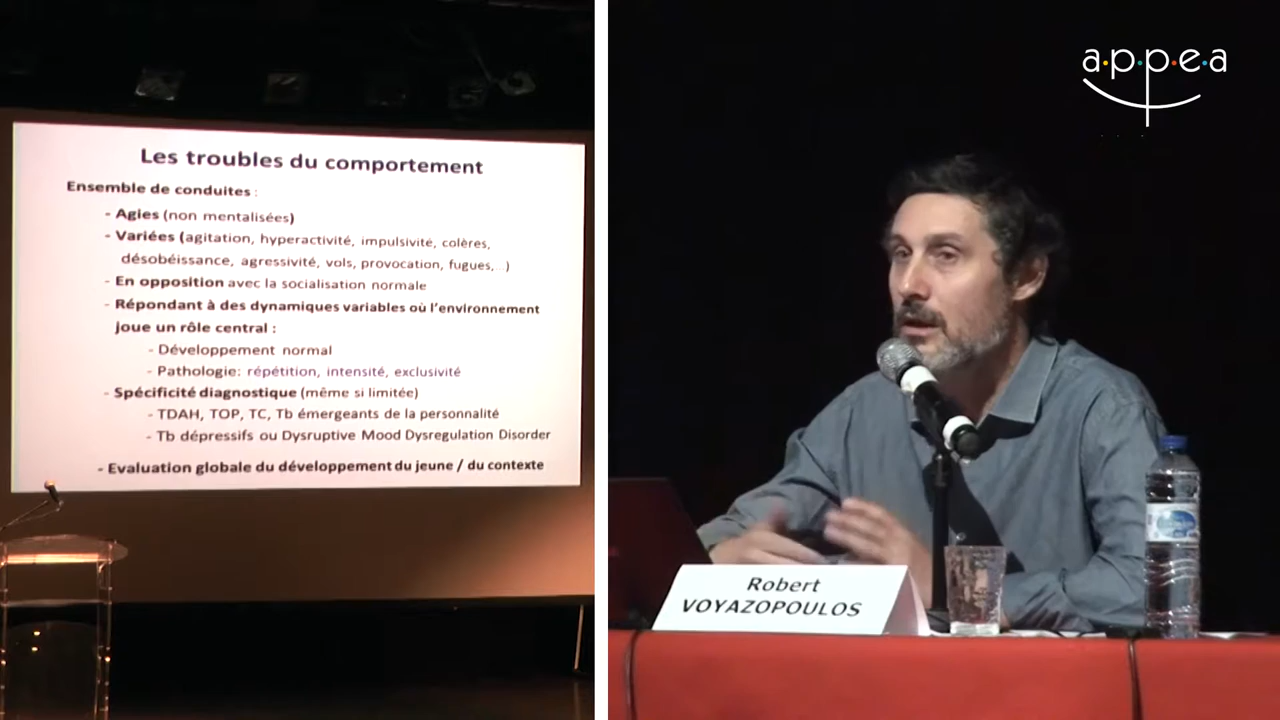 Les troubles du comportement
Ensemble de conduites :
- Agies (non mentalisées)
- Variées (agitation, hyperactivité, impulsivité, colères,
désobéissance, agressivité, vols, provocation, fugues,...)
- En opposition avec la socialisation normale
- Répondant à des dynamiques variables où l'environnement
joue un rôle central :
- Développement normal
- Pathologie: répétition, intensité, exclusivité
- Spécificité diagnostique (même si limitée)
- TDAH, TOP, TC, Tb émergeants de la personnalité
- Tb dépressifs ou Dysruptive Mood Dysregulation Disorder
- Evaluation globale du développement du jeune / du contexte
a·p·p·e·a
Robert
VOYAZOPOULOS